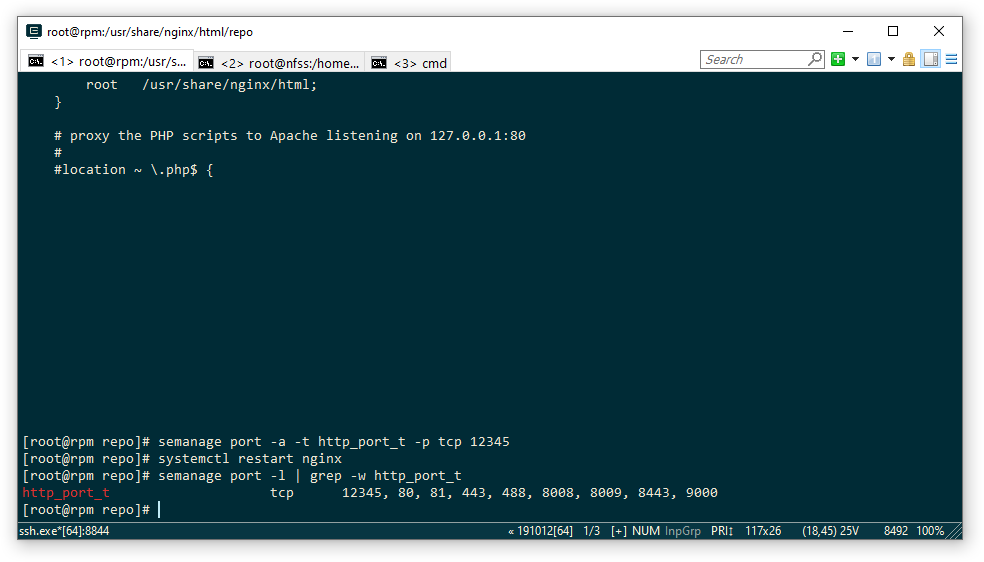 root@rpm:/usr/share/nginx/html/repo
<1> root@rpm:/usr/s... <2> root@nfss:/home... <3> cmd Search
root   /usr/share/nginx/html;
}
# proxy the PHP scripts to Apache listening on 127.0.0.1:80
#
#location ~ \.php$ {
[root@rpm repo]# semanage port -a -t http_port_t -p tcp 12345
[root@rpm repo]# systemctl restart nginx
[root@rpm repo]# semanage port -l | grep -w http_port_t
http_port_t                    tcp      12345, 80, 81, 443, 488, 8008, 8009, 8443, 9000
[root@rpm repo]#
ssh.exe*[64]:8844 « 191012[64] 1/3 [+] NUM InpGrp PRI↕ 117x26 (18,45) 25V 8492 100%